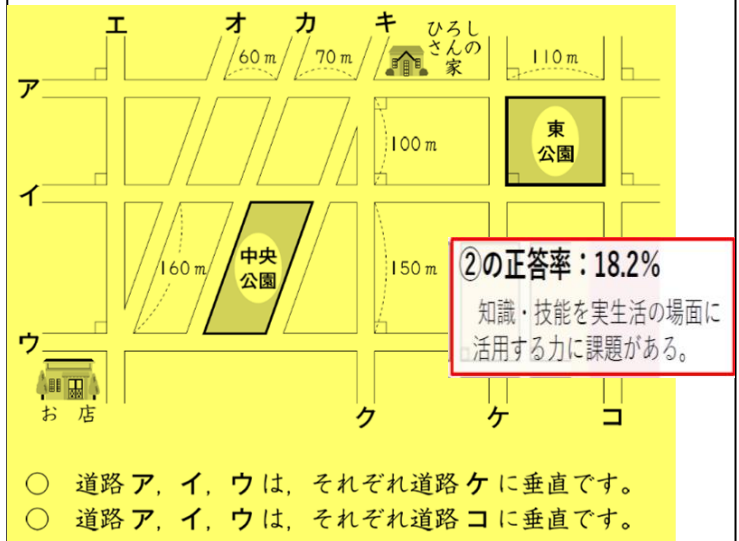 エ オ カ キ
ひろし
さんの
家
60m 70m 110m
ア
100m
東
公園
イ
160m
中央
公園
150m
②の正答率：18.2%
知識・技能を実生活の場面に
活用する力に課題がある。
ウ
お店
ク ケ コ
○ 道路ア，イ，ウは，それぞれ道路ケに垂直です。
○ 道路ア，イ，ウは，それぞれ道路コに垂直です。